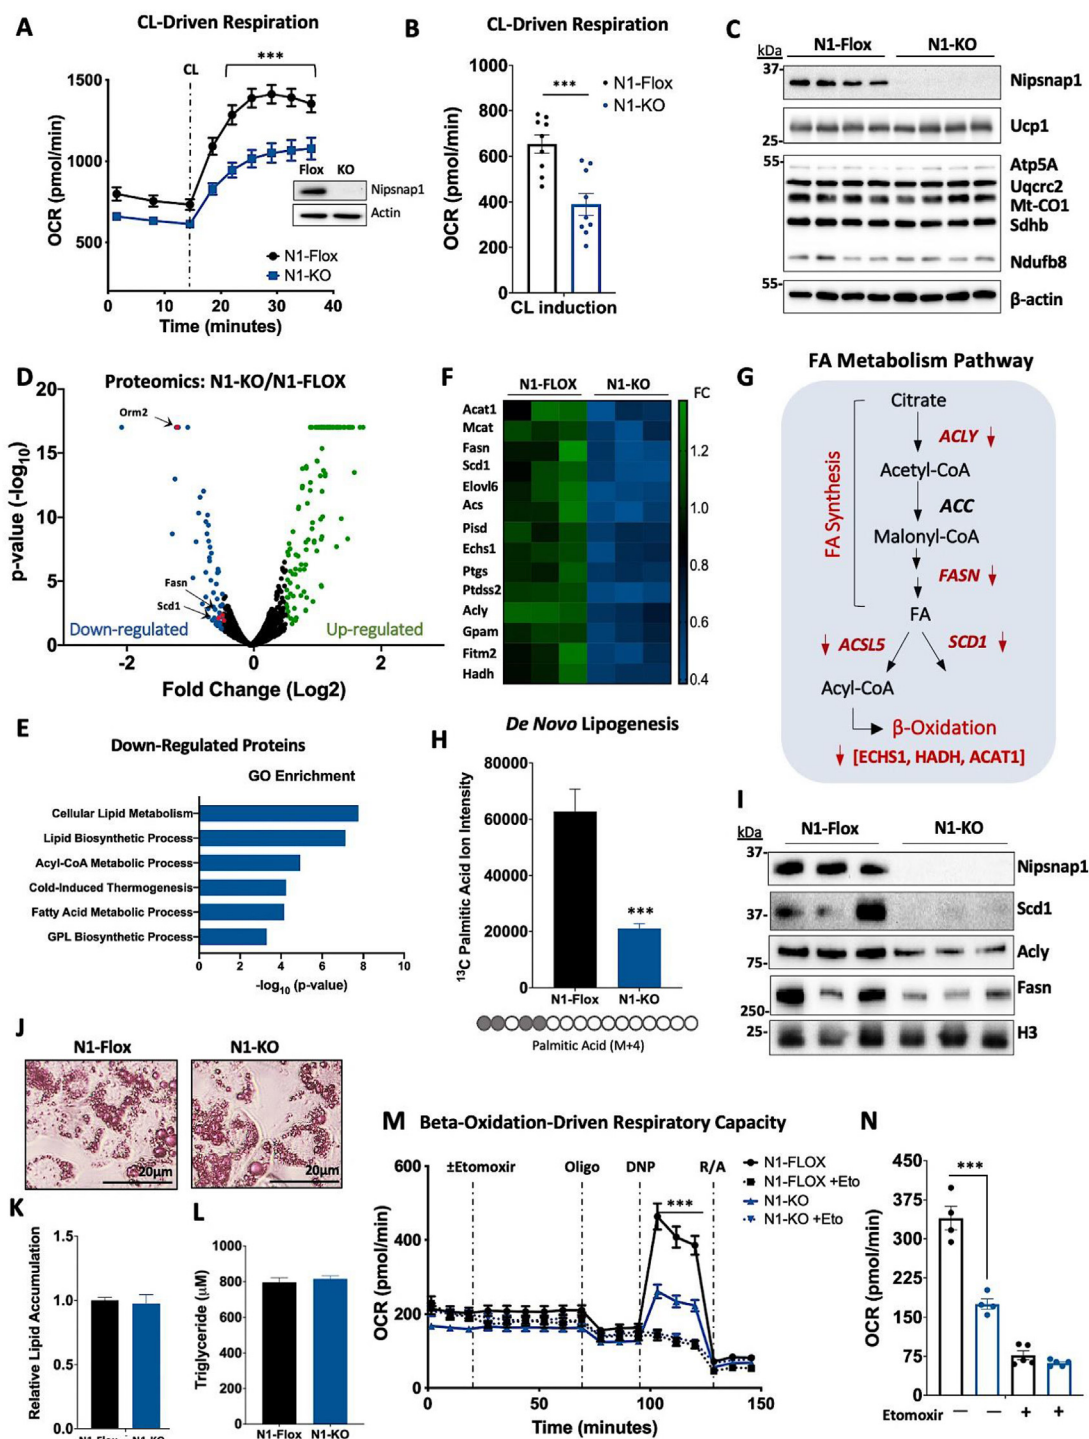 A
CL-Driven Respiration
CL
***
OCR (pmol/min)
1500
1000
500
0
10
20
30
40
Time (minutes)
Flox KO
Nipsnap1
Actin
N1-Flox
N1-KO
B
CL-Driven Respiration
OCR (pmol/min)
1000
800
600
400
200
0
***
N1-Flox
N1-KO
CL induction
C
kDa
N1-Flox
N1-KO
37
Nipsnap1
25-
Ucp1
55-
Atp5A
Uqcrc2
Mt-CO1
Sdhb
Ndufb8
55-
β-actin
D
Proteomics: N1-KO/N1-FLOX
p-value (-log10)
20
15
10
5
0
Orm2
Fasn
Scd1
Down-regulated
Up-regulated
-2
0
2
Fold Change (Log2)
F
N1-FLOX
N1-KO
FC
Acat1
Mcat
Fasn
Scd1
Elovl6
Acs
Pisd
Echs1
Ptgs
Ptdss2
Acly
Gpam
Fitm2
Hadh
1.2
1.0
0.8
0.6
0.4
G
FA Metabolism Pathway
FA Synthesis
Citrate
ACLY ↓
Acetyl-CoA
ACC
Malonyl-CoA
FASN ↓
FA
↓ ACSL5
SCD1 ↓
Acyl-CoA
β-Oxidation
↓ [ECHS1, HADH, ACAT1]
E
Down-Regulated Proteins
GO Enrichment
Cellular Lipid Metabolism
Lipid Biosynthetic Process
Acyl-CoA Metabolic Process
Cold-Induced Thermogenesis
Fatty Acid Metabolic Process
GPL Biosynthetic Process
0
2
4
6
8
10
-log10 (p-value)
H
De Novo Lipogenesis
13C Palmitic Acid Ion Intensity
80000
60000
40000
20000
0
***
N1-Flox
N1-KO
Palmitic Acid (M+4)
I
kDa
N1-Flox
N1-KO
37
Nipsnap1
37-
Scd1
75-
Acly
250-
Fasn
25-
H3
J
N1-Flox
N1-KO
20μm
20μm
K
Relative Lipid Accumulation
1.5
1.0
0.5
0.0
N1-Flox
N1-KO
L
Triglyceride (μM)
1000
800
600
400
200
0
N1-Flox
N1-KO
M
Beta-Oxidation-Driven Respiratory Capacity
OCR (pmol/min)
600
400
200
0
±Etomoxir
Oligo
DNP
R/A
***
0
50
100
150
Time (minutes)
N1-FLOX
N1-FLOX +Eto
N1-KO
N1-KO +Eto
N
OCR (pmol/min)
450
375
300
225
150
75
0
***
Etomoxir — — + +